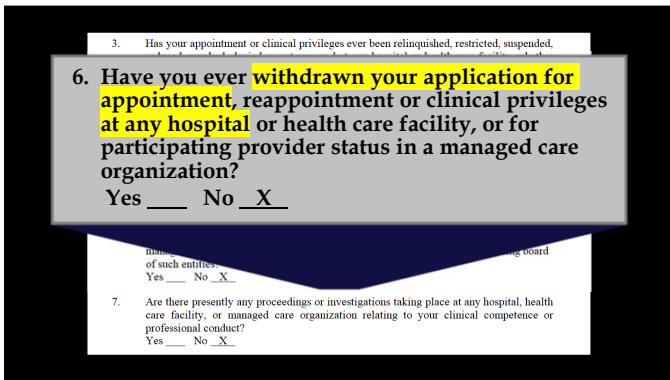 3. Has your appointment or clinical privileges ever been relinquished, restricted, suspended,
6. Have you ever withdrawn your application for
appointment, reappointment or clinical privileges
at any hospital or health care facility, or for
participating provider status in a managed care
organization?
Yes ___ No _X_
board
of such entities?
Yes ___ No _X_
7. Are there presently any proceedings or investigations taking place at any hospital, health
care facility, or managed care organization relating to your clinical competence or
professional conduct?
Yes ___ No _X_